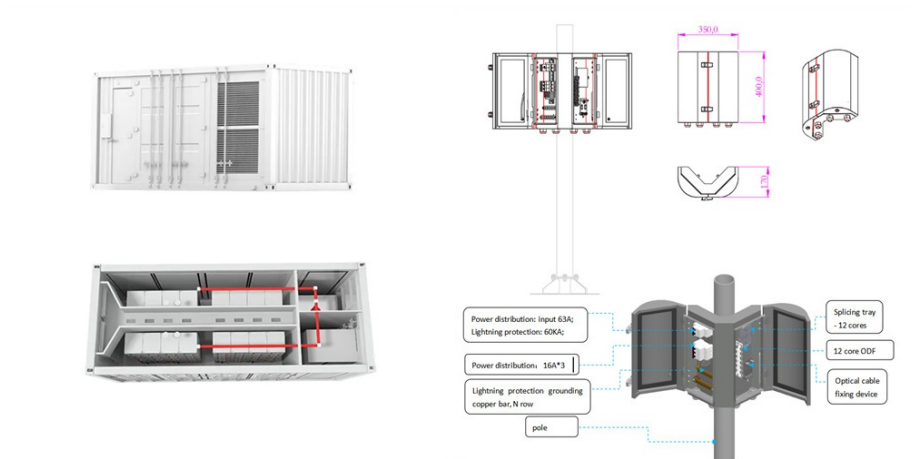 350,0
400,0
170
Power distribution: input 63A;
Lightning protection: 60KA;
Power distribution: 16A*3
Lightning protection grounding
copper bar, N row
pole
Splicing tray
- 12 cores
12 core ODF
Optical cable
fixing device